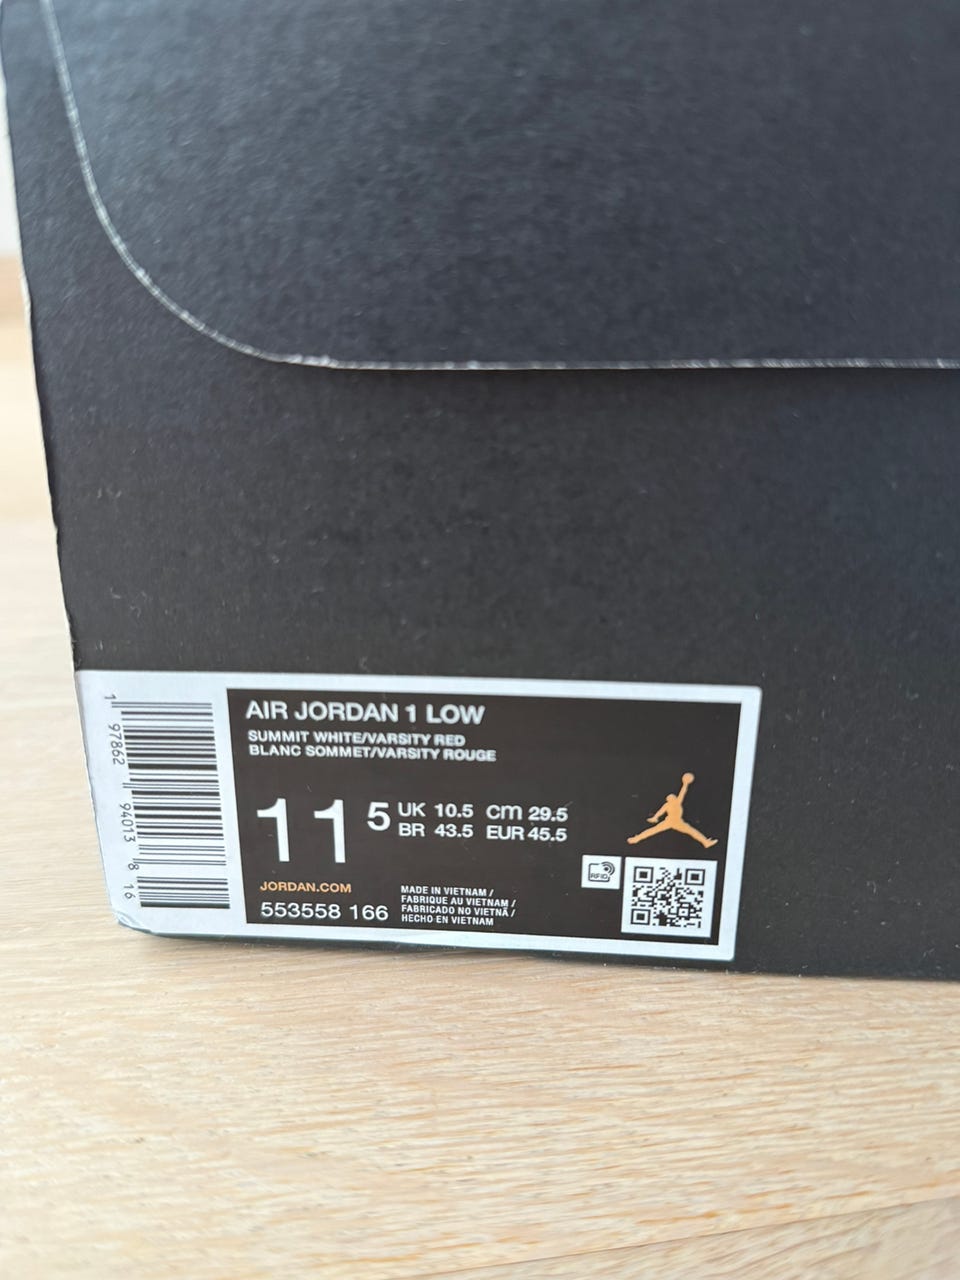 AIR JORDAN 1 LOW
SUMMIT WHITE/VARSITY RED
BLANC SOMMET/VARSITY ROUGE
11 5
UK 10.5 CM 29.5
BR 43.5 EUR 45.5
JORDAN.COM
553558 166
MADE IN VIETNAM /
FABRIQUE AU VIETNAM /
FABRICADO NO VIETNÃ /
HECHO EN VIETNAM
RFID
1 97862 94013 8 16